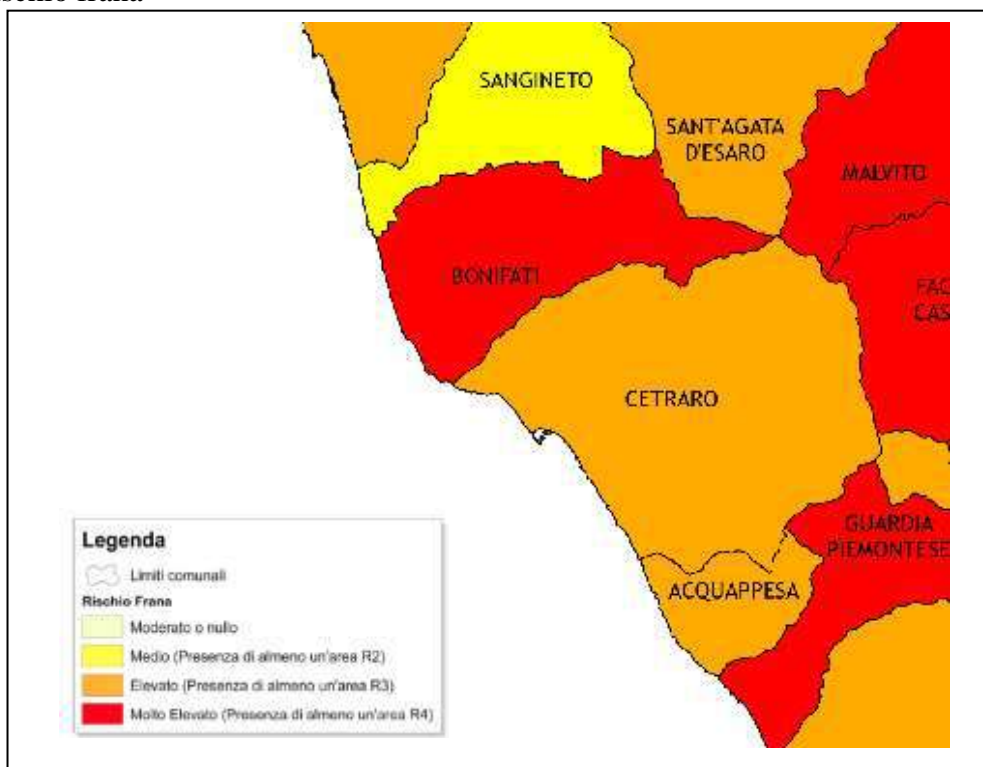 SANGINETO
SANT'AGATA
D'ESARO
MALVITO
BONIFATI
FAG
CAS
CETRARO
GUARDIA
PIEMONTESE
ACQUAPPESA
Legenda
Limiti comunali
Rischio Frana
Moderato o nullo
Medio (Presenza di almeno un'area R2)
Elevato (Presenza di almeno un'area R3)
Molto Elevato (Presenza di almeno un'area R4)